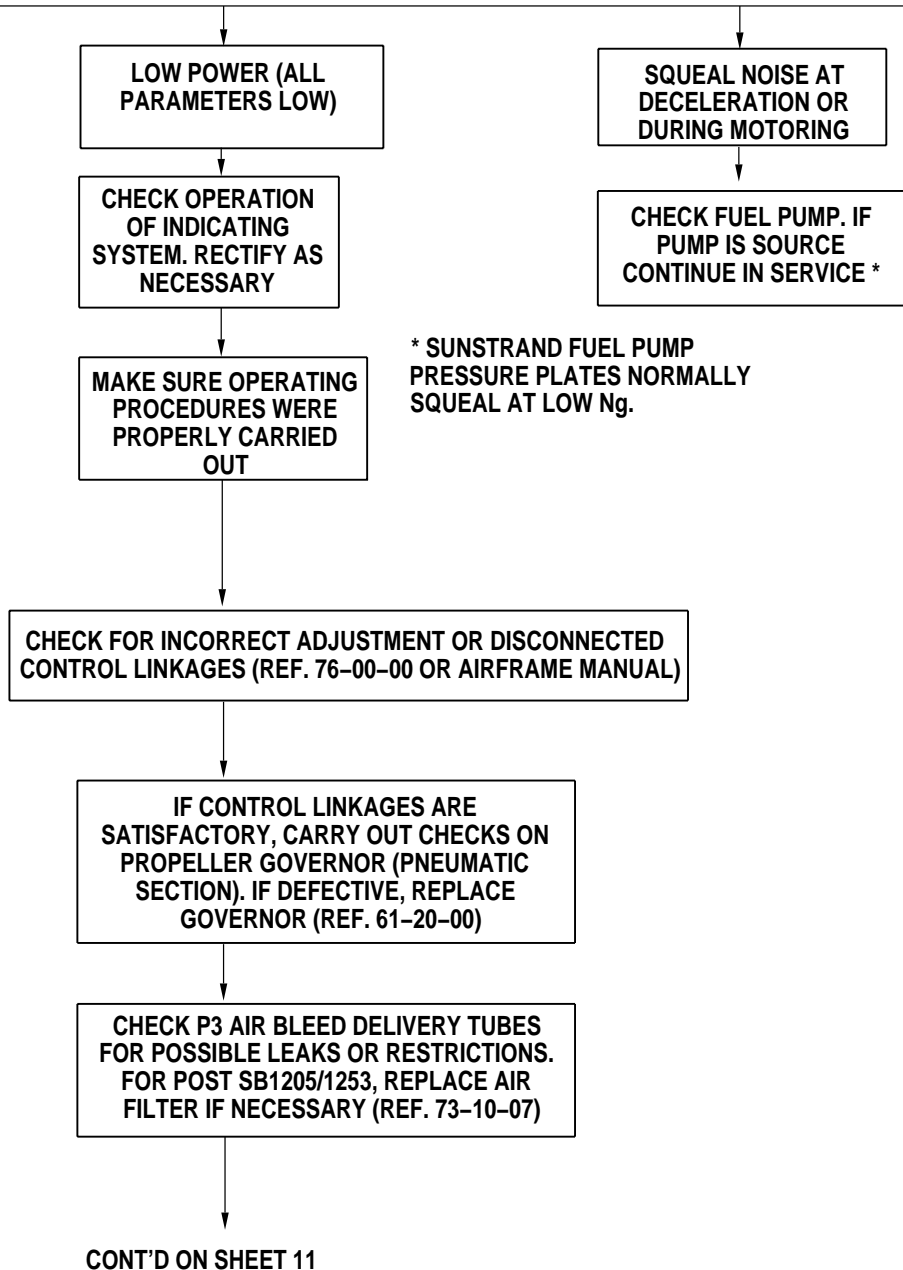 LOW POWER (ALL
PARAMETERS LOW)
CHECK OPERATION
OF INDICATING
SYSTEM. RECTIFY AS
NECESSARY
MAKE SURE OPERATING
PROCEDURES WERE
PROPERLY CARRIED
OUT
CHECK FOR INCORRECT ADJUSTMENT OR DISCONNECTED
CONTROL LINKAGES (REF. 76–00–00 OR AIRFRAME MANUAL)
IF CONTROL LINKAGES ARE
SATISFACTORY, CARRY OUT CHECKS ON
PROPELLER GOVERNOR (PNEUMATIC
SECTION). IF DEFECTIVE, REPLACE
GOVERNOR (REF. 61–20–00)
CHECK P3 AIR BLEED DELIVERY TUBES
FOR POSSIBLE LEAKS OR RESTRICTIONS.
FOR POST SB1205/1253, REPLACE AIR
FILTER IF NECESSARY (REF. 73–10–07)
CONT'D ON SHEET 11
SQUEAL NOISE AT
DECELERATION OR
DURING MOTORING
CHECK FUEL PUMP. IF
PUMP IS SOURCE
CONTINUE IN SERVICE *
* SUNSTRAND FUEL PUMP
PRESSURE PLATES NORMALLY
SQUEAL AT LOW Ng.